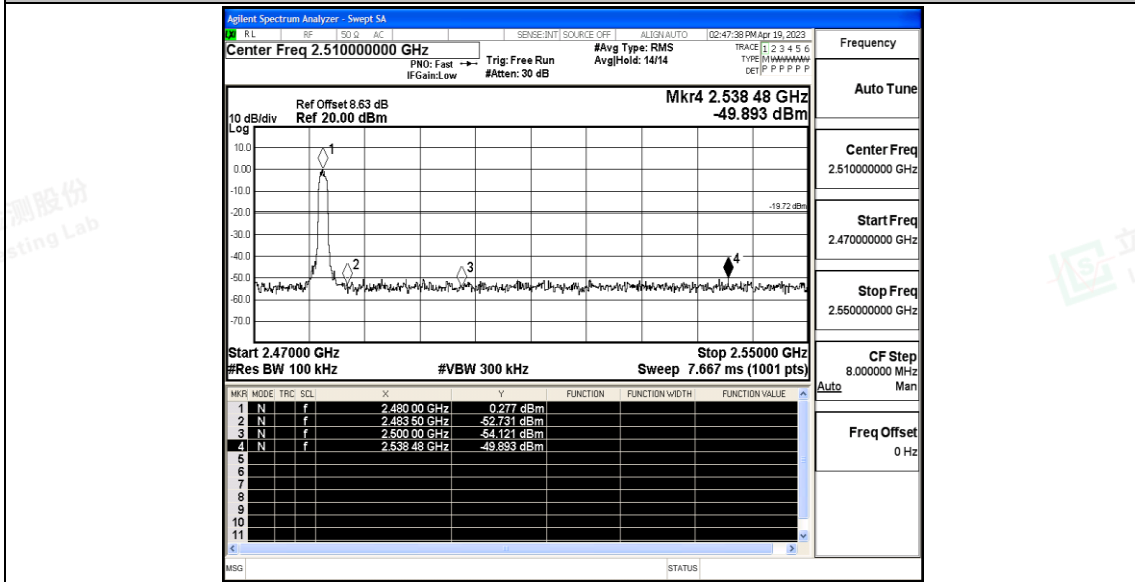 Agilent Spectrum Analyzer - Swept SA
RL RF 50 Ω AC SENSE:INT SOURCE OFF ALIGN AUTO 02:47:38 PM Apr 19, 2023
Center Freq 2.510000000 GHz
PNO: Fast
IFGain:Low
Trig: Free Run
#Atten: 30 dB
#Avg Type: RMS
Avg|Hold: 14/14
TRACE 1 2 3 4 5 6
TYPE M
DET P P P P P P
Ref Offset 8.63 dB
Ref 20.00 dBm
10 dB/div
Log
Mkr4 2.538 48 GHz
-49.893 dBm
10.0
0.00
-10.0
-20.0
-30.0
-40.0
-50.0
-60.0
-70.0
1
2
3
4
-19.72 dBm
Start 2.47000 GHz Stop 2.55000 GHz
#Res BW 100 kHz #VBW 300 kHz Sweep 7.667 ms (1001 pts)
MKR MODE TRC SCL X Y FUNCTION FUNCTION WIDTH FUNCTION VALUE
1 N f 2.480 00 GHz 0.277 dBm
2 N f 2.483 50 GHz -52.731 dBm
3 N f 2.500 00 GHz -54.121 dBm
4 N f 2.538 48 GHz -49.893 dBm
5
6
7
8
9
10
11
MSG STATUS
Frequency
Auto Tune
Center Freq
2.510000000 GHz
Start Freq
2.470000000 GHz
Stop Freq
2.550000000 GHz
CF Step
8.000000 MHz
Auto Man
Freq Offset
0 Hz
测股份
sting Lab
立